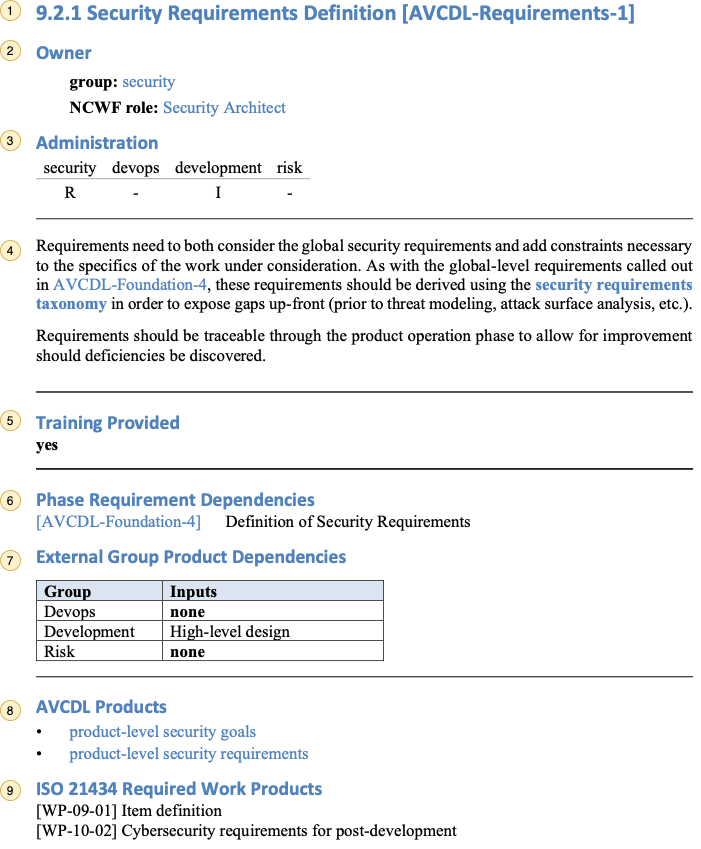 1 9.2.1 Security Requirements Definition [AVCDL-Requirements-1]
2 Owner
group: security
NCWF role: Security Architect
3 Administration
security devops development risk
R - I -
4 Requirements need to both consider the global security requirements and add constraints necessary
to the specifics of the work under consideration. As with the global-level requirements called out
in AVCDL-Foundation-4, these requirements should be derived using the security requirements
taxonomy in order to expose gaps up-front (prior to threat modeling, attack surface analysis, etc.).
Requirements should be traceable through the product operation phase to allow for improvement
should deficiencies be discovered.
5 Training Provided
yes
6 Phase Requirement Dependencies
[AVCDL-Foundation-4] Definition of Security Requirements
7 External Group Product Dependencies
Group Inputs
Devops none
Development High-level design
Risk none
8 AVCDL Products
• product-level security goals
• product-level security requirements
9 ISO 21434 Required Work Products
[WP-09-01] Item definition
[WP-10-02] Cybersecurity requirements for post-development